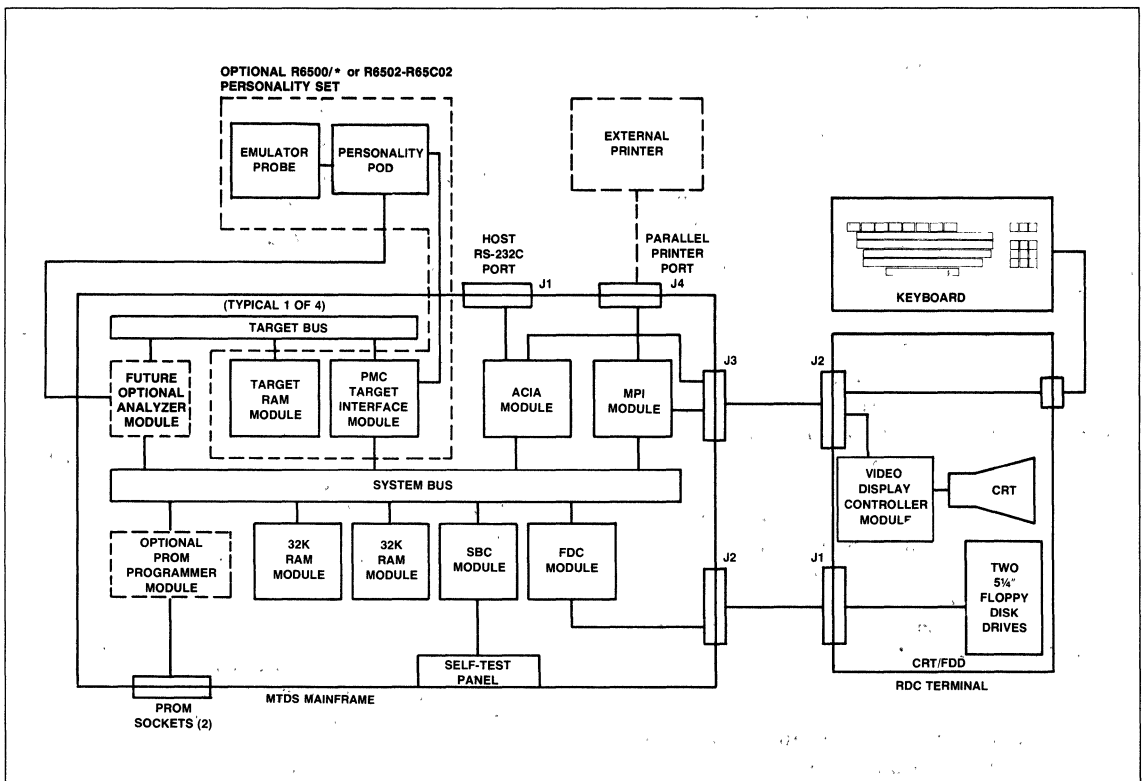 OPTIONAL R6500/* or R6502-R65C02
PERSONALITY SET
EMULATOR
PROBE
PERSONALITY
POD
EXTERNAL
PRINTER
HOST
RS-232C
PORT
J1
PARALLEL
PRINTER
PORT
J4
KEYBOARD
(TYPICAL 1 OF 4)
TARGET BUS
FUTURE
OPTIONAL
ANALYZER
MODULE
TARGET
RAM
MODULE
PMC
TARGET
INTERFACE
MODULE
ACIA
MODULE
MPI
MODULE
J3
J2
VIDEO
DISPLAY
CONTROLLER
MODULE
CRT
SYSTEM BUS
OPTIONAL
PROM
PROGRAMMER
MODULE
32K
RAM
MODULE
32K
RAM
MODULE
SBC
MODULE
FDC
MODULE
J2
J1
TWO
5¼"
FLOPPY
DISK
DRIVES
SELF-TEST
PANEL
CRT/FDD
RDC TERMINAL
MTDS MAINFRAME
PROM
SOCKETS (2)